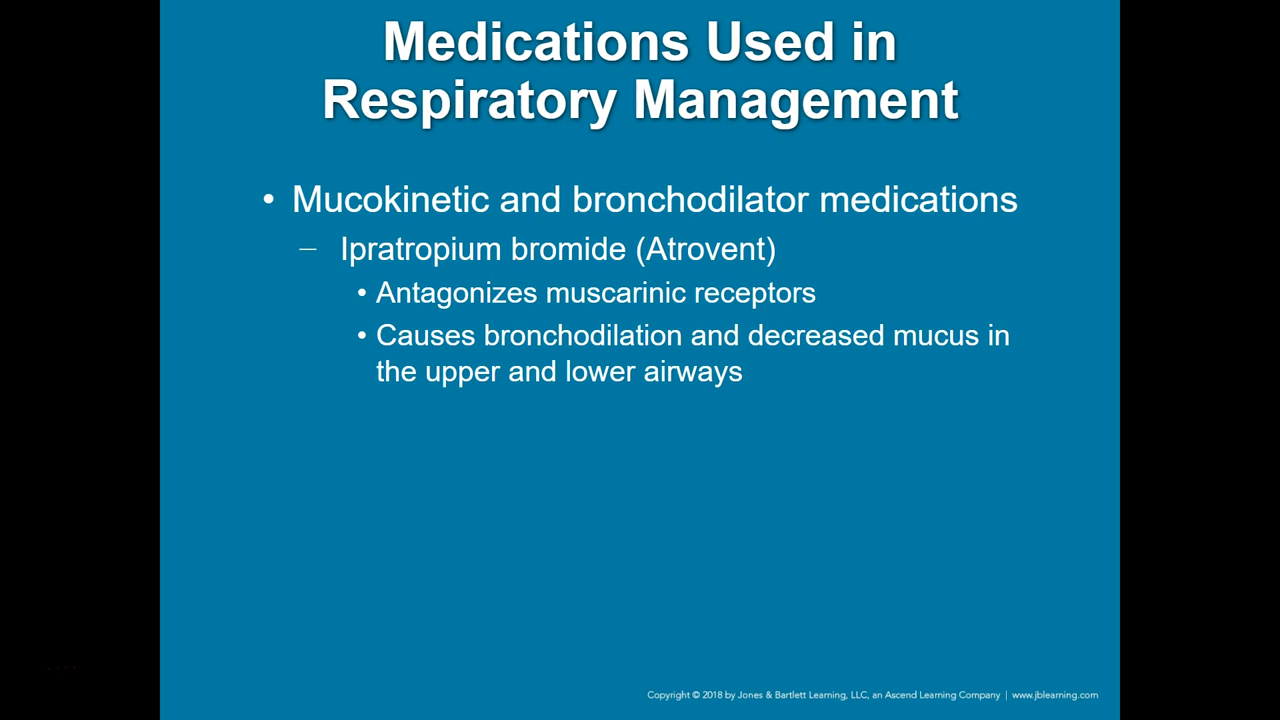 Medications Used in
Respiratory Management
• Mucokinetic and bronchodilator medications
– Ipratropium bromide (Atrovent)
• Antagonizes muscarinic receptors
• Causes bronchodilation and decreased mucus in
the upper and lower airways
Copyright © 2018 by Jones & Bartlett Learning, LLC, an Ascend Learning Company | www.jblearning.com